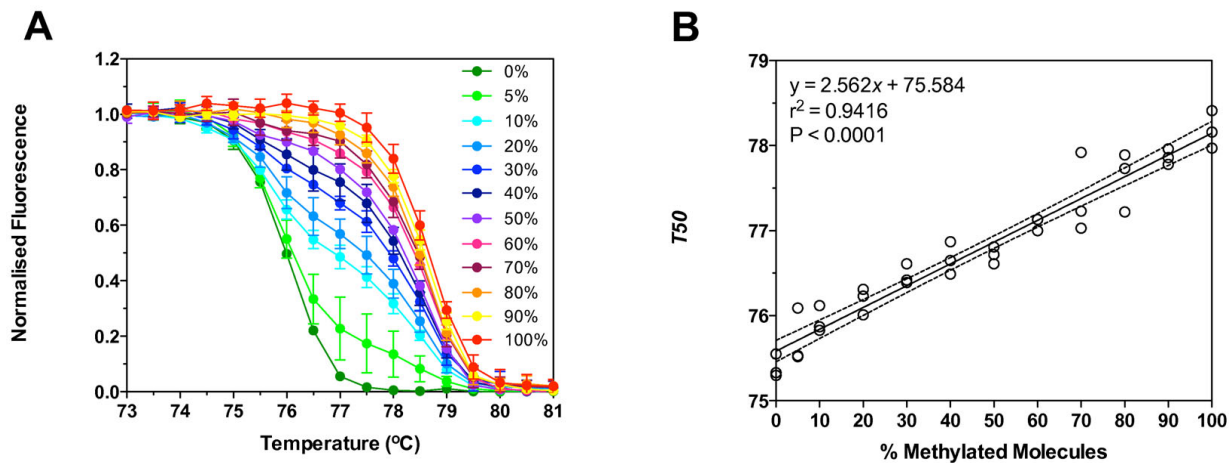 A
Normalised Fluorescence
1.2
1.0
0.8
0.6
0.4
0.2
0.0
73 74 75 76 77 78 79 80 81
Temperature (ºC)
0%
5%
10%
20%
30%
40%
50%
60%
70%
80%
90%
100%
B
T50
79
78
77
76
75
y = 2.562x + 75.584
r² = 0.9416
P < 0.0001
0 10 20 30 40 50 60 70 80 90 100
% Methylated Molecules